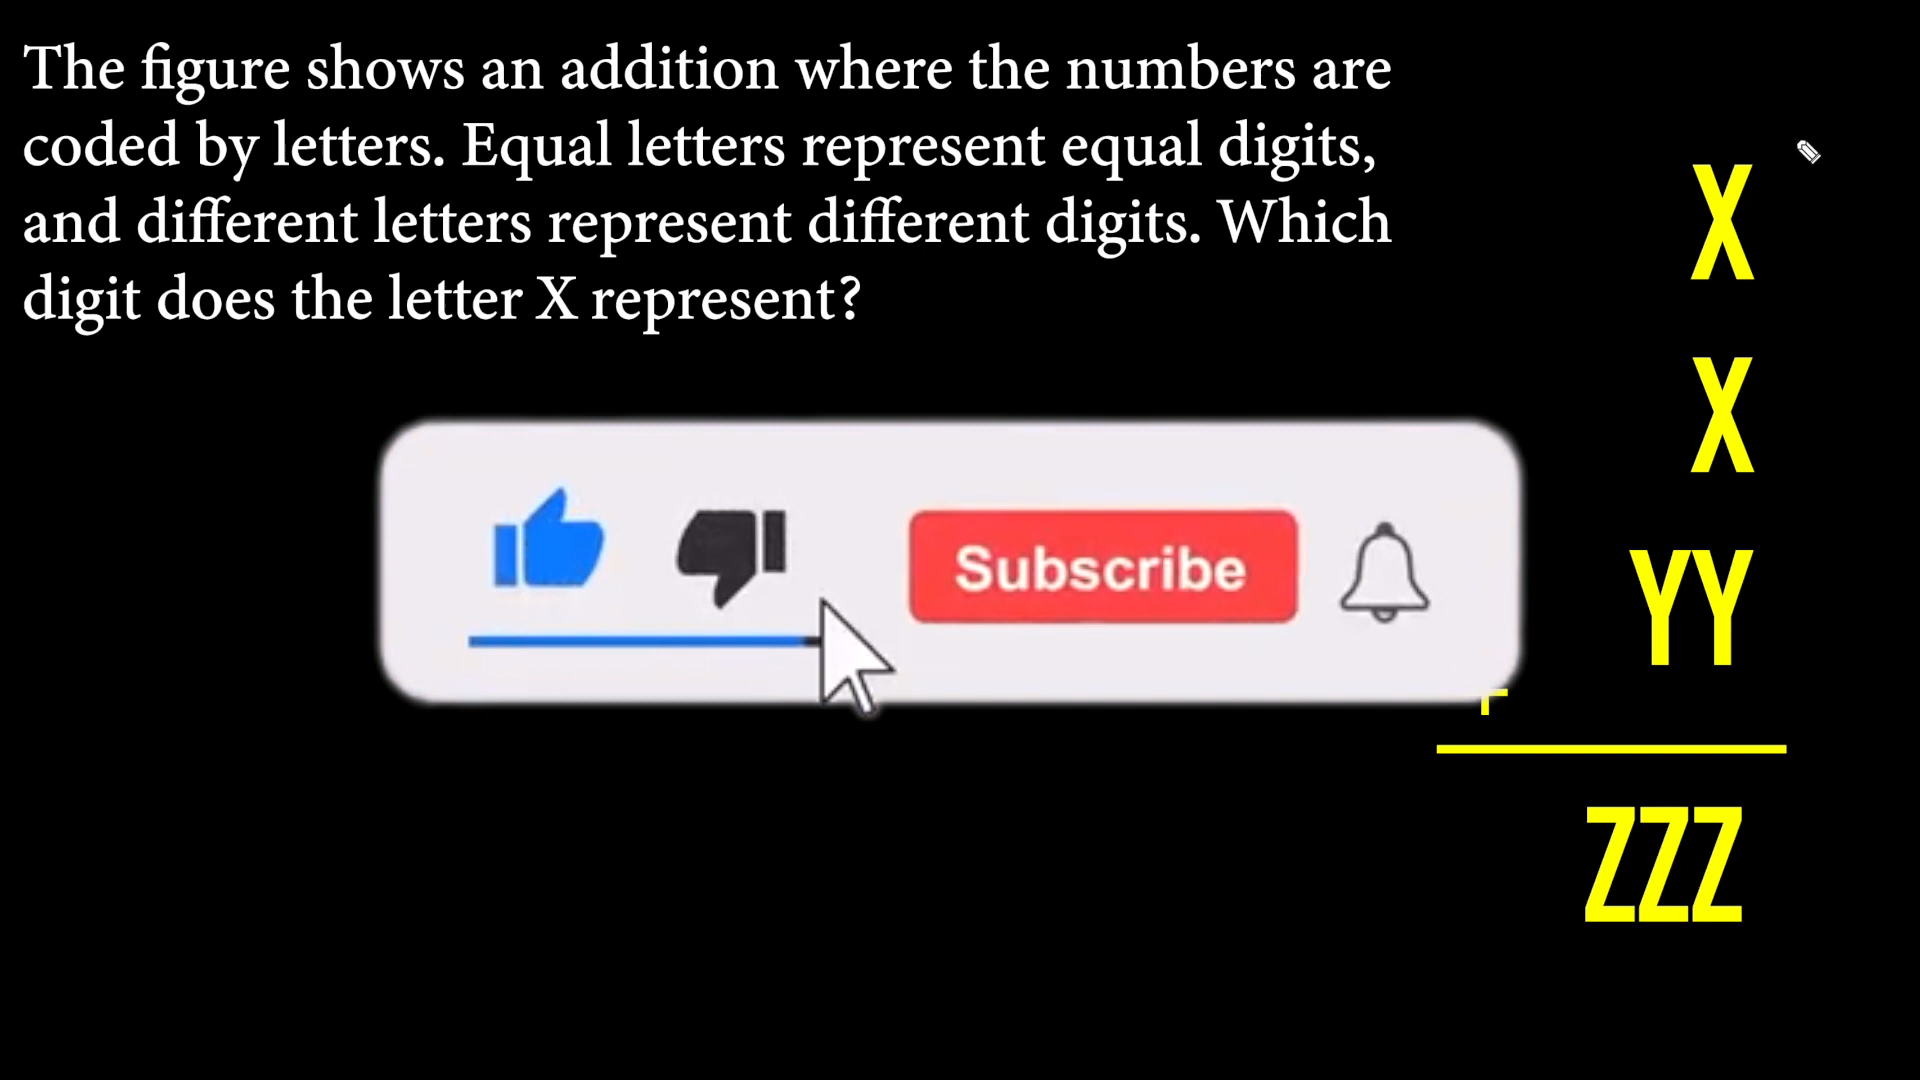 The figure shows an addition where the numbers are
coded by letters. Equal letters represent equal digits,
and different letters represent different digits. Which
digit does the letter X represent?
X
X
Subscribe
YY
+
ZZZ